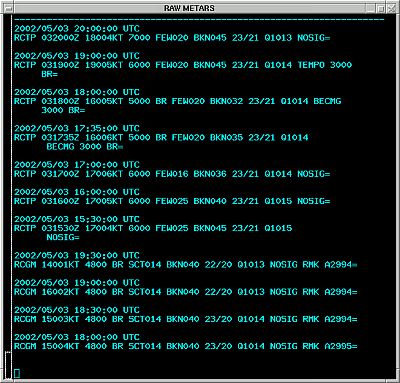 RAW METARS
2002/05/03 20:00:00 UTC
RCTP 032000Z 18004KT 7000 FEW020 BKN045 23/21 Q1013 NOSIG=
2002/05/03 19:00:00 UTC
RCTP 031900Z 19005KT 6000 FEW020 BKN045 23/21 Q1014 TEMPO 3000
BR=
2002/05/03 18:00:00 UTC
RCTP 031800Z 16005KT 5000 BR FEW020 BKN032 23/21 Q1014 BECMG
3000 BR=
2002/05/03 17:35:00 UTC
RCTP 031735Z 16006KT 5000 BR FEW020 BKN035 23/21 Q1014
BECMG 3000 BR=
2002/05/03 17:00:00 UTC
RCTP 031700Z 17006KT 6000 FEW016 BKN036 23/21 Q1014 NOSIG=
2002/05/03 16:00:00 UTC
RCTP 031600Z 17005KT 6000 FEW025 BKN040 23/21 Q1015 NOSIG=
2002/05/03 15:30:00 UTC
RCTP 031530Z 17004KT 6000 FEW025 BKN045 23/21 Q1015
NOSIG=
2002/05/03 19:30:00 UTC
RCGM 14001KT 4800 BR SCT014 BKN040 22/20 Q1013 NOSIG RMK A2994=
2002/05/03 19:00:00 UTC
RCGM 16002KT 4800 BR SCT014 BKN040 22/20 Q1013 NOSIG RMK A2994=
2002/05/03 18:30:00 UTC
RCGM 15003KT 4800 BR SCT014 BKN040 23/20 Q1014 NOSIG RMK A2994=
2002/05/03 18:00:00 UTC
RCGM 15004KT 4800 BR SCT014 BKN040 23/20 Q1014 NOSIG RMK A2995=